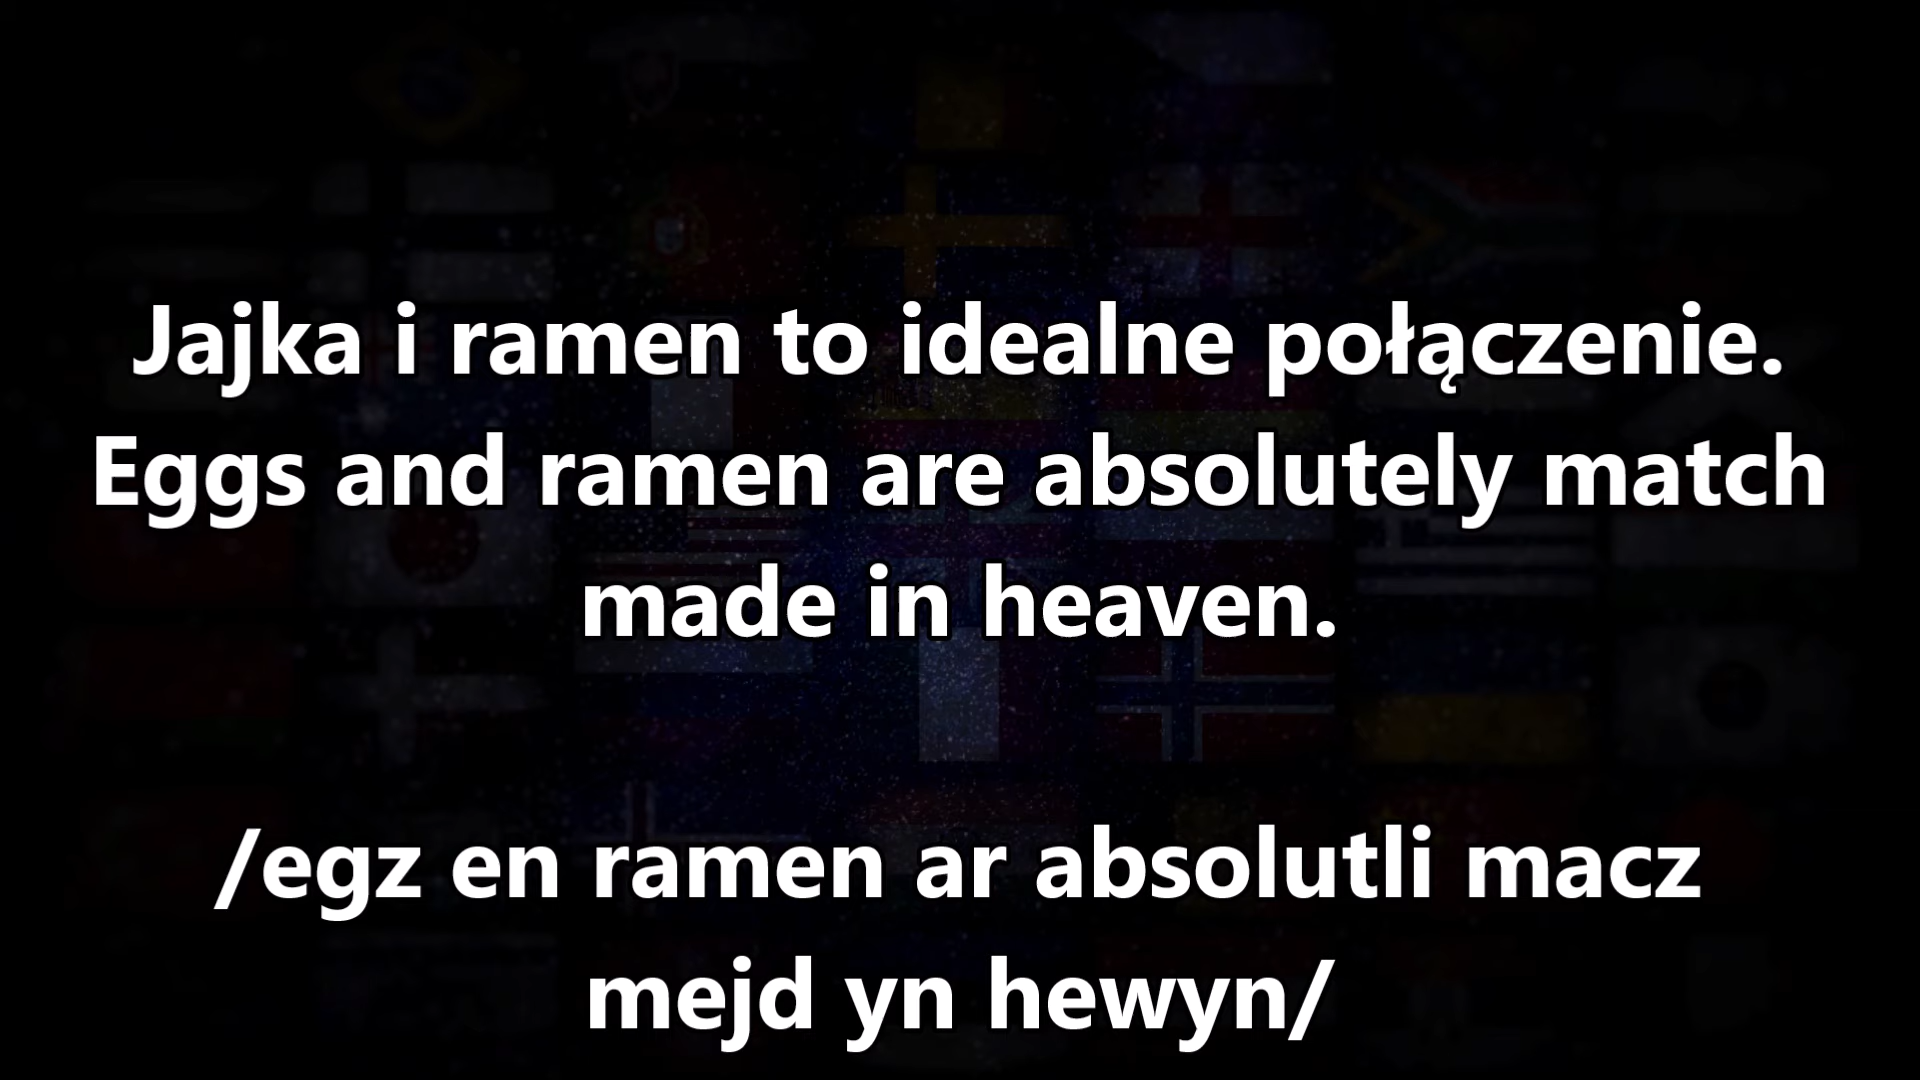 Jajka i ramen to idealne połączenie.
Eggs and ramen are absolutely match
made in heaven.
/egz en ramen ar absolutli macz
mejd yn hewyn/